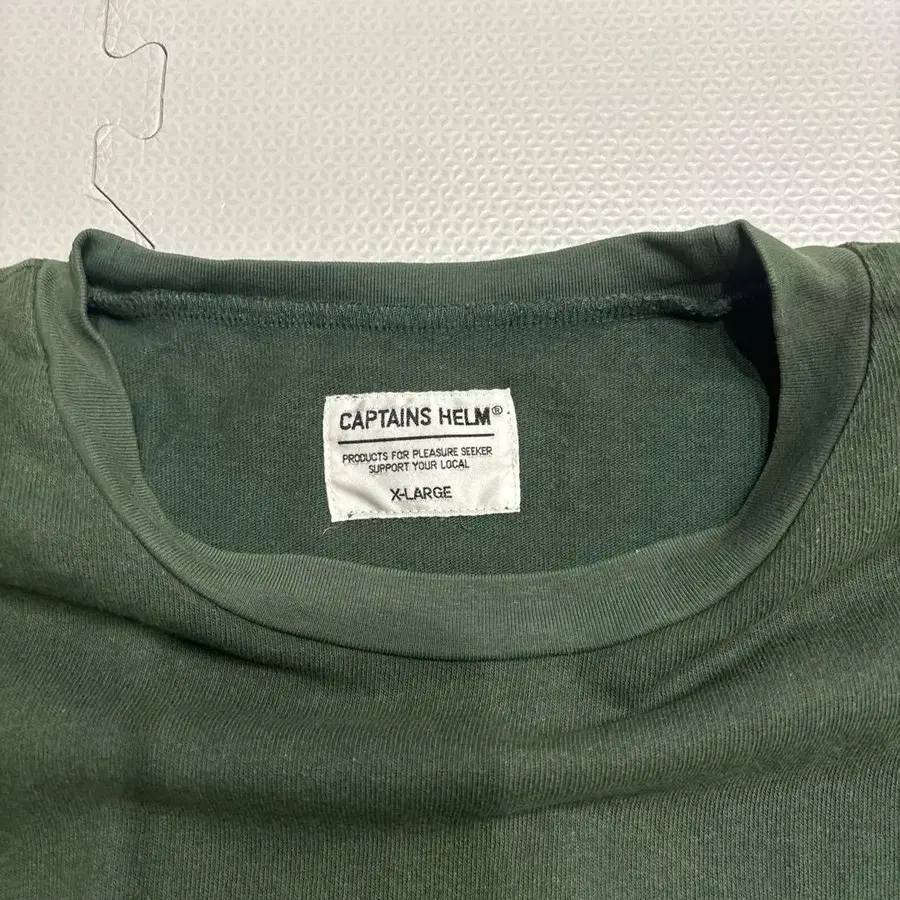 CAPTAINS HELM®
PRODUCTS FOR PLEASURE SEEKER
SUPPORT YOUR LOCAL
X-LARGE